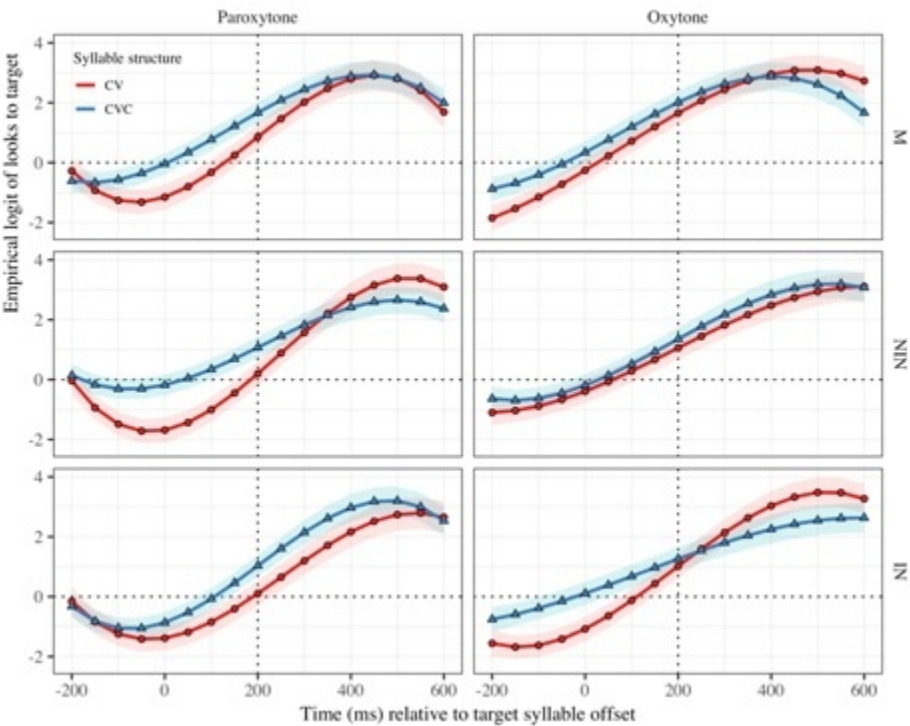 Paroxytone
Oxytone
Empirical logit of looks to target
Syllable structure
CV
CVC
4
2
0
-2
M
4
2
0
-2
NIN
4
2
0
-2
IN
-200
0
200
400
600
-200
0
200
400
600
Time (ms) relative to target syllable offset